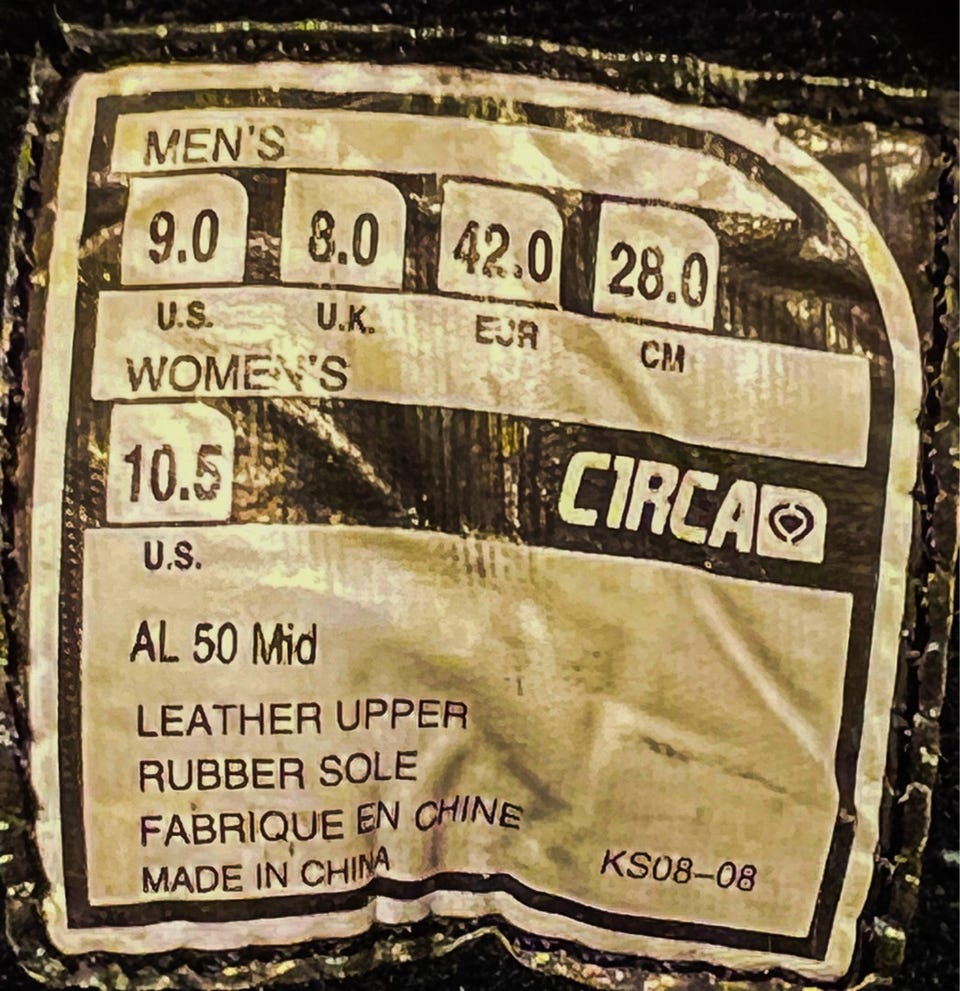 MEN'S
9.0 8.0 42.0 28.0
U.S. U.K. EUR CM
WOMEN'S
10.5
C1RCA
U.S.
AL 50 Mid
LEATHER UPPER
RUBBER SOLE
FABRIQUE EN CHINE
MADE IN CHINA
KS08-08